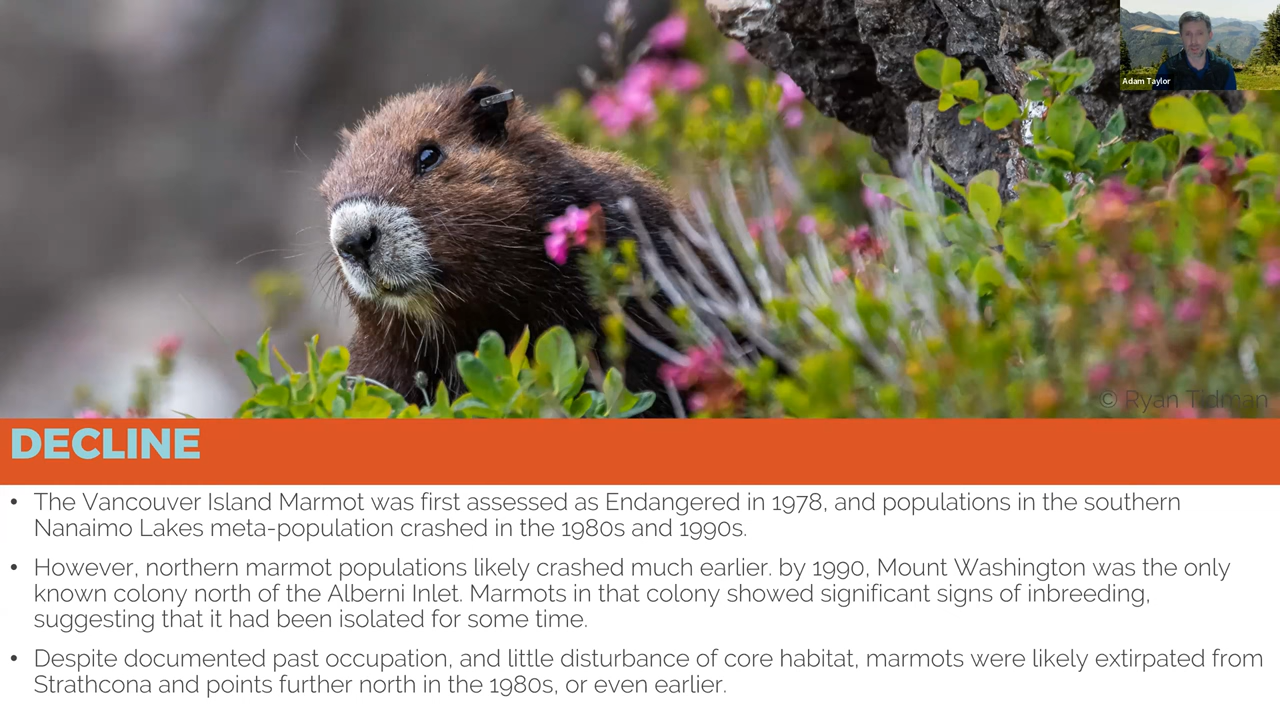 Adam Taylor
© Ryan Tidman
DECLINE
• The Vancouver Island Marmot was first assessed as Endangered in 1978, and populations in the southern
Nanaimo Lakes meta-population crashed in the 1980s and 1990s.
• However, northern marmot populations likely crashed much earlier. by 1990, Mount Washington was the only
known colony north of the Alberni Inlet. Marmots in that colony showed significant signs of inbreeding,
suggesting that it had been isolated for some time.
• Despite documented past occupation, and little disturbance of core habitat, marmots were likely extirpated from
Strathcona and points further north in the 1980s, or even earlier.